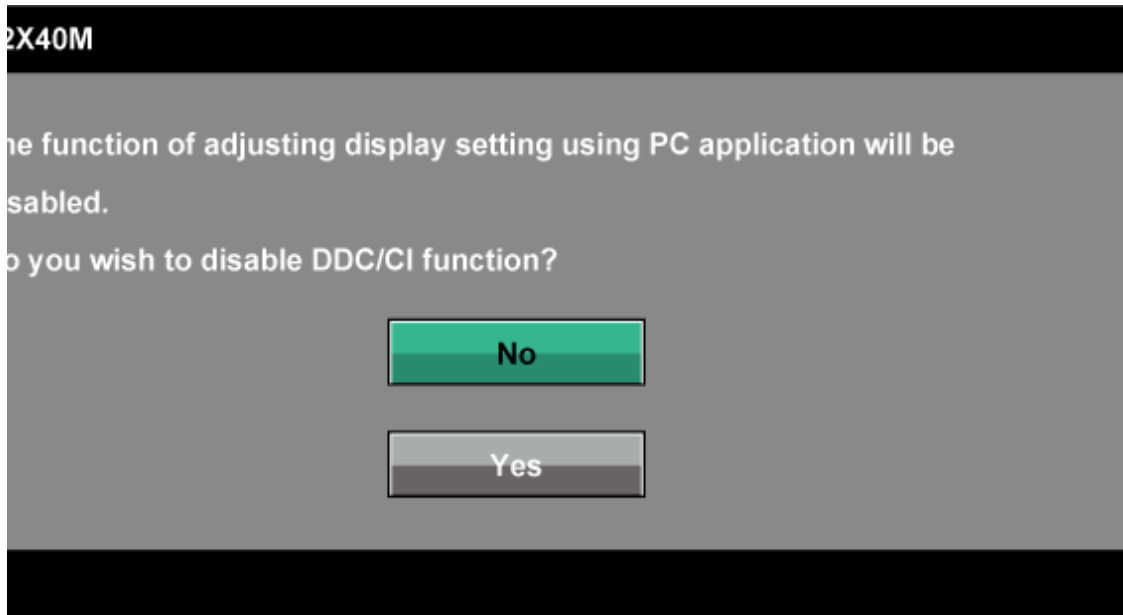 2X40M
he function of adjusting display setting using PC application will be
sabled.
o you wish to disable DDC/CI function?
No
Yes